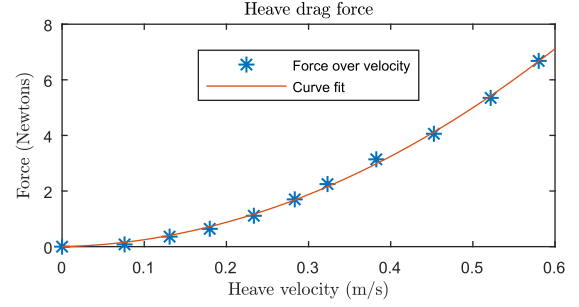 Heave drag force
Force (Newtons)
8
6
4
2
0
Force over velocity
Curve fit
0 0.1 0.2 0.3 0.4 0.5 0.6
Heave velocity (m/s)